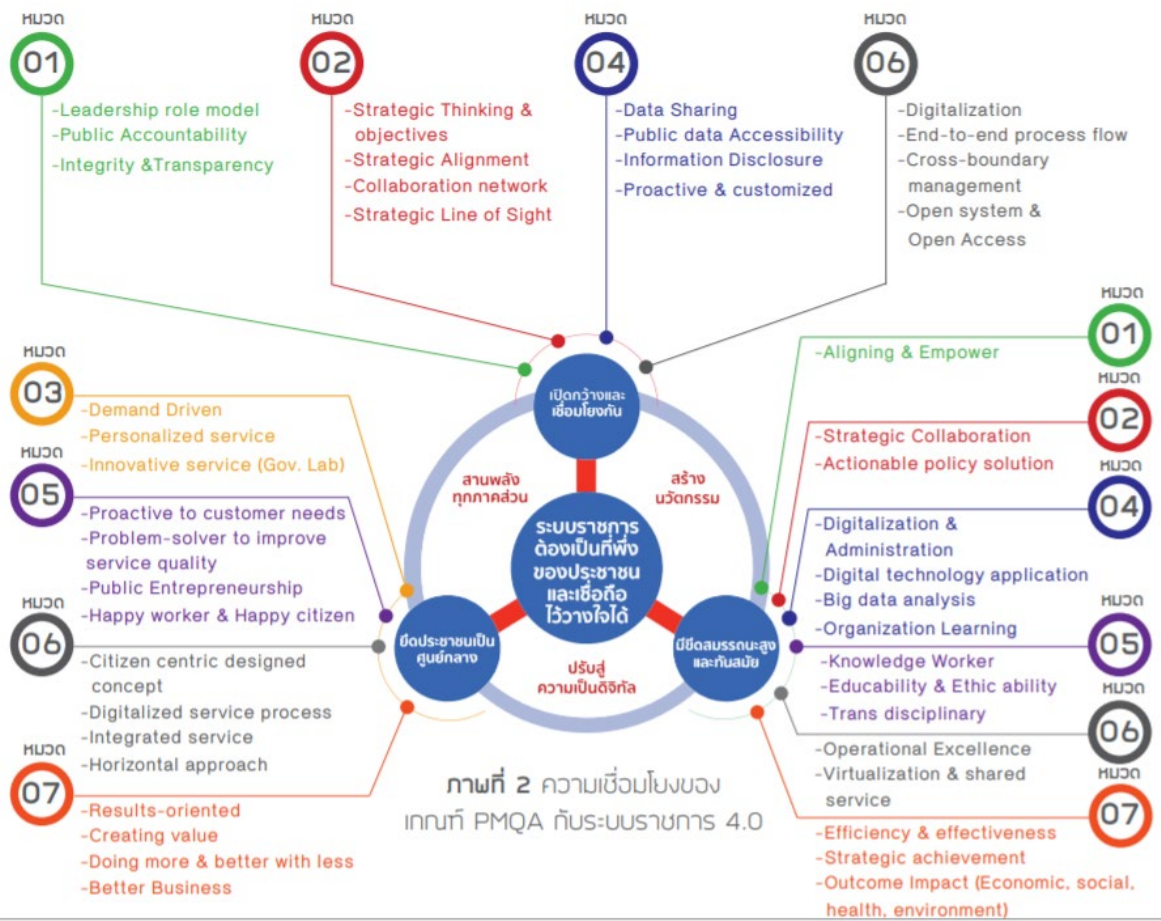 หมวด
01
-Leadership role model
-Public Accountability
-Integrity &Transparency
หมวด
02
-Strategic Thinking &
objectives
-Strategic Alignment
-Collaboration network
-Strategic Line of Sight
หมวด
04
-Data Sharing
-Public data Accessibility
-Information Disclosure
-Proactive & customized
หมวด
06
-Digitalization
-End-to-end process flow
-Cross-boundary
management
-Open system &
Open Access
หมวด
03
-Demand Driven
-Personalized service
-Innovative service (Gov. Lab)
หมวด
05
-Proactive to customer needs
-Problem-solver to improve
service quality
-Public Entrepreneurship
-Happy worker & Happy citizen
หมวด
06
-Citizen centric designed
concept
-Digitalized service process
-Integrated service
-Horizontal approach
หมวด
07
-Results-oriented
-Creating value
-Doing more & better with less
-Better Business
เปิดกว้างและ
เชื่อมโยงกัน
สานพลัง
ทุกภาคส่วน
สร้าง
นวัตกรรม
ระบบราชการ
ต้องเป็นที่พึ่ง
ของประชาชน
และเชื่อถือ
ไว้วางใจได้
ยึดประชาชนเป็น
ศูนย์กลาง
ปรับสู่
ความเป็นดิจิทัล
มีขีดสมรรถนะสูง
และทันสมัย
หมวด
01
-Aligning & Empower
หมวด
02
-Strategic Collaboration
-Actionable policy solution
หมวด
04
-Digitalization &
Administration
-Digital technology application
-Big data analysis
-Organization Learning
หมวด
05
-Knowledge Worker
-Educability & Ethic ability
-Trans disciplinary
หมวด
06
-Operational Excellence
-Virtualization & shared
service
หมวด
07
-Efficiency & effectiveness
-Strategic achievement
-Outcome Impact (Economic, social,
health, environment)
ภาพที่ 2 ความเชื่อมโยงของ
เกณฑ์ PMQA กับระบบราชการ 4.0